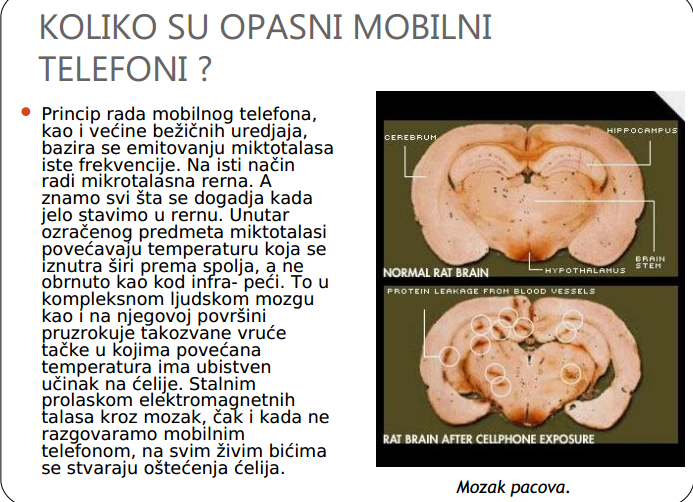 KOLIKO SU OPASNI MOBILNI
TELEFONI ?
Princip rada mobilnog telefona,
kao i većine bežičnih uredjaja,
bazira se emitovanju miktotalasa
iste frekvencije. Na isti način
radi mikrotalasna rerna. A
znamo svi šta se dogadja kada
jelo stavimo u rernu. Unutar
ozračenog predmeta miktotalasi
povećavaju temperaturu koja se
iznutra širi prema spolja, a ne
obrnuto kao kod infra- peći. To u
kompleksnom ljudskom mozgu
kao i na njegovoj površini
pruzrokuje takozvane vruće
tačke u kojima povećana
temperatura ima ubistven
učinak na ćelije. Stalnim
prolaskom elektromagnetnih
talasa kroz mozak, čak i kada ne
razgovaramo mobilnim
telefonom, na svim živim bićima
se stvaraju oštećenja ćelija.
CEREBRUM
HIPPOCAMPUS
BRAIN
STEM
HYPOTHALAMUS
NORMAL RAT BRAIN
PROTEIN LEAKAGE FROM BLOOD VESSELS
RAT BRAIN AFTER CELLPHONE EXPOSURE
Mozak pacova.